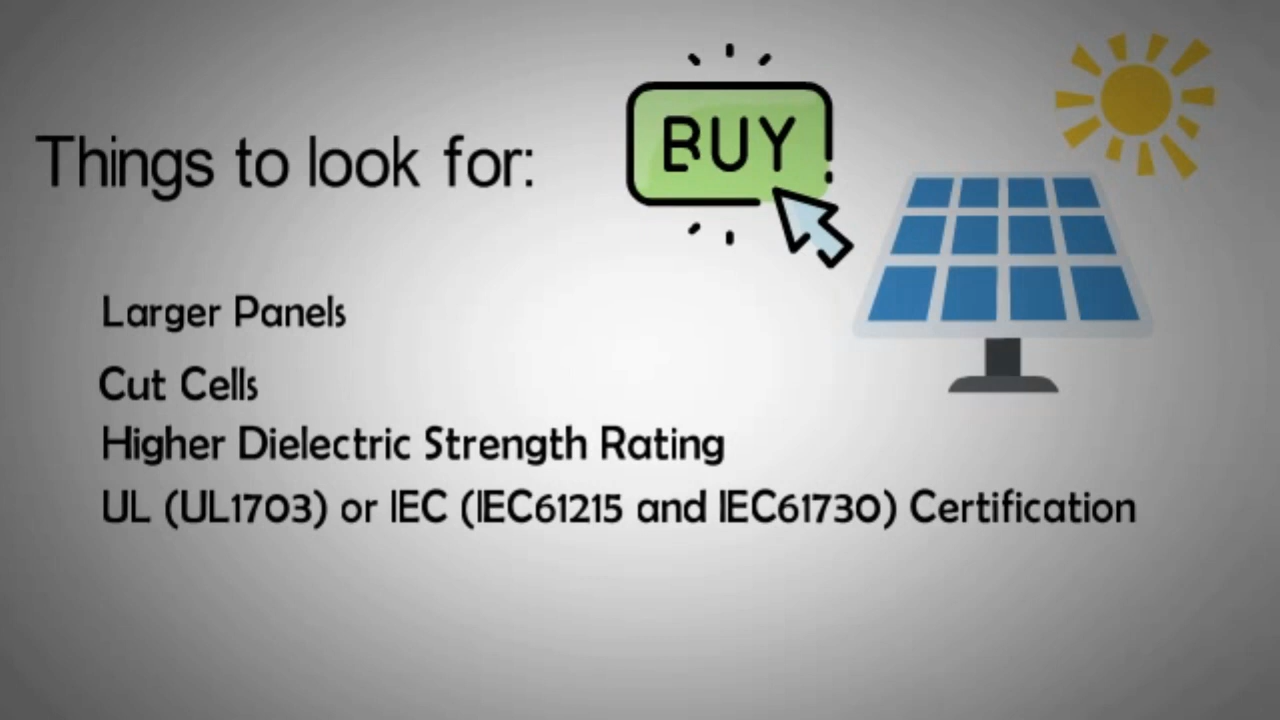 BUY
Things to look for:
Larger Panels
Cut Cells
Higher Dielectric Strength Rating
UL (UL1703) or IEC (IEC61215 and IEC61730) Certification